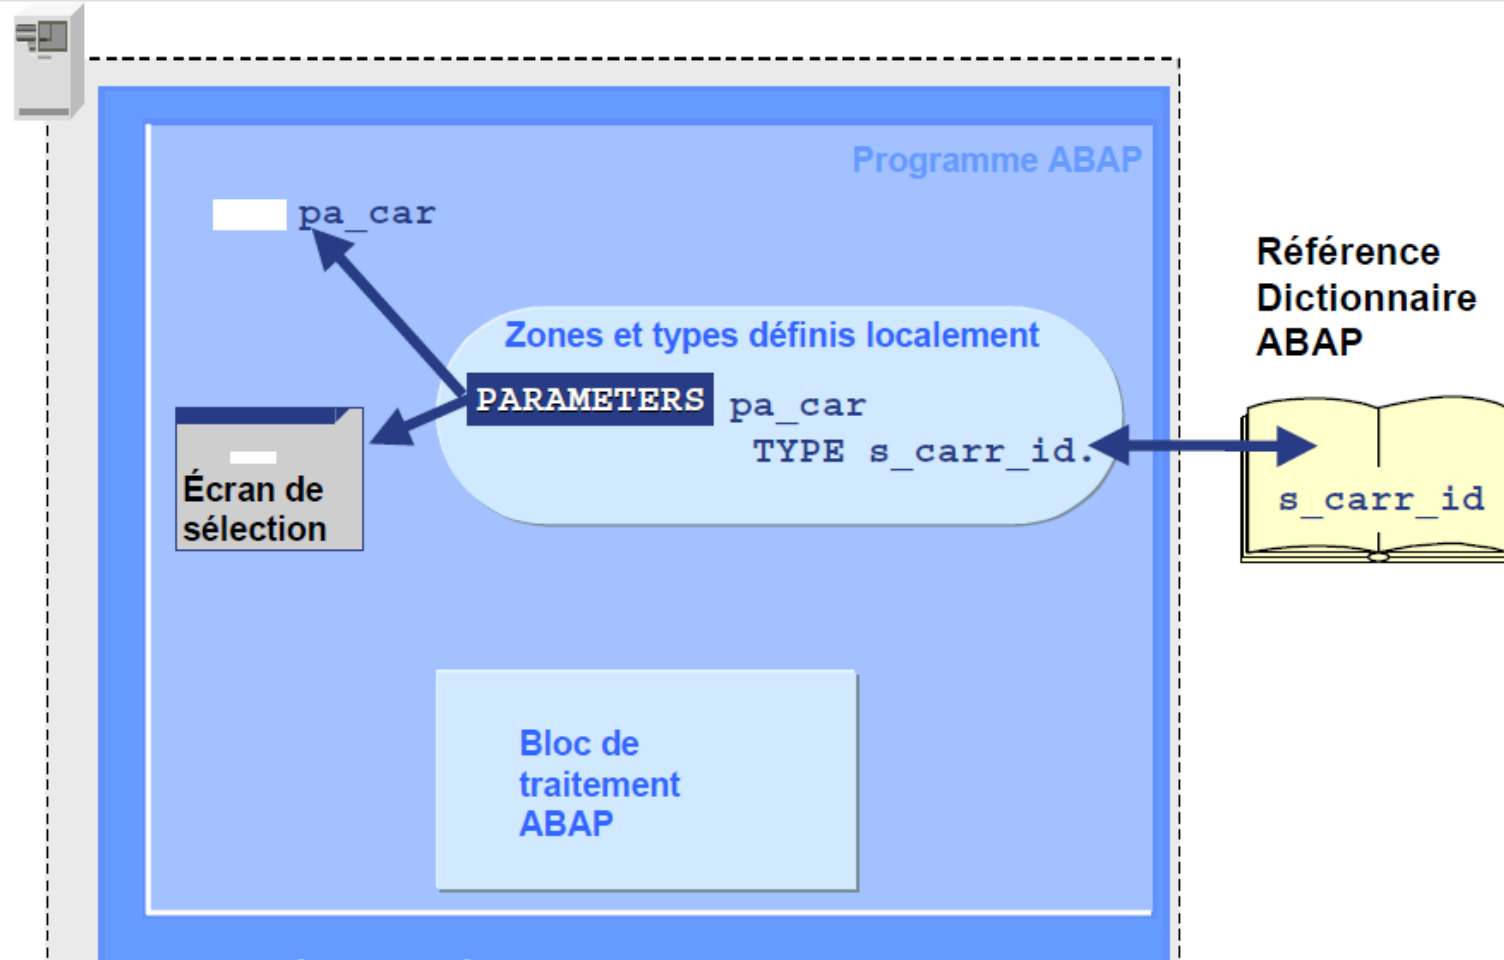 Programme ABAP
pa_car
Référence
Dictionnaire
ABAP
Zones et types définis localement
PARAMETERS pa_car
TYPE s_carr_id.
Écran de
sélection
s_carr_id
Bloc de
traitement
ABAP